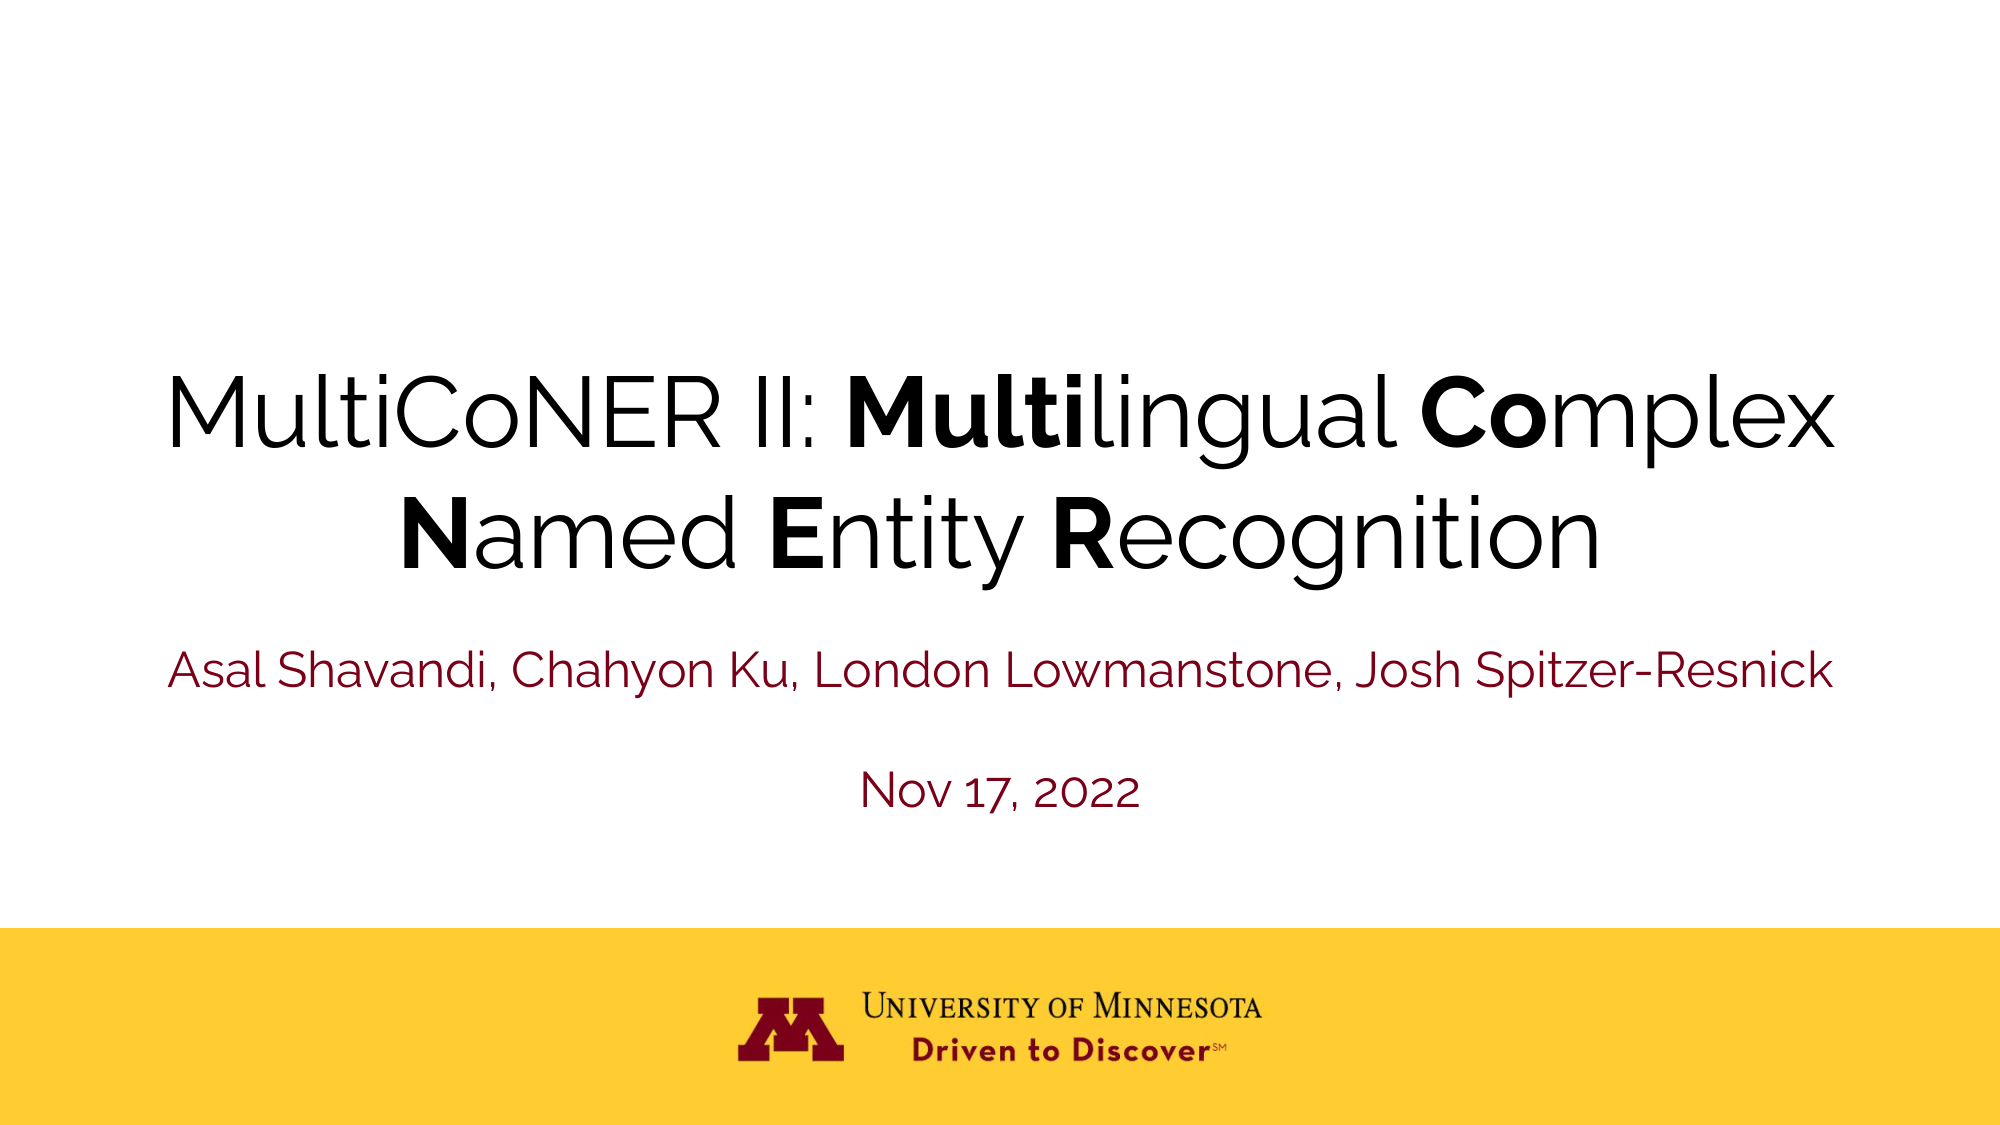 MultiCoNER II: Multilingual Complex
Named Entity Recognition
Asal Shavandi, Chahyon Ku, London Lowmanstone, Josh Spitzer-Resnick
Nov 17, 2022
M
UNIVERSITY OF MINNESOTA
Driven to Discover℠